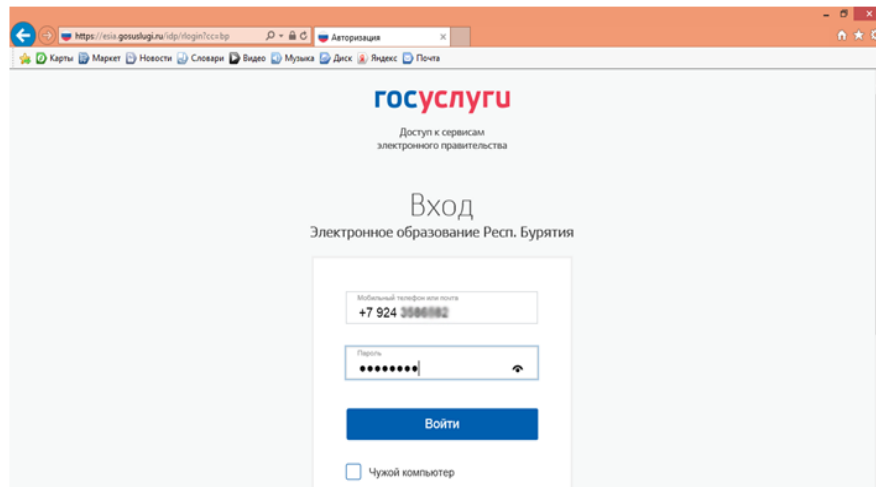 https://esia.gosuslugi.ru/idp/rlogin?cc=bp
Авторизация
Карты Маркет Новости Словари Видео Музыка Диск Яндекс Почта
госуслуги
Доступ к сервисам
электронного правительства
Вход
Электронное образование Респ. Бурятия
Мобильный телефон или почта
+7 924
Пароль
Войти
Чужой компьютер